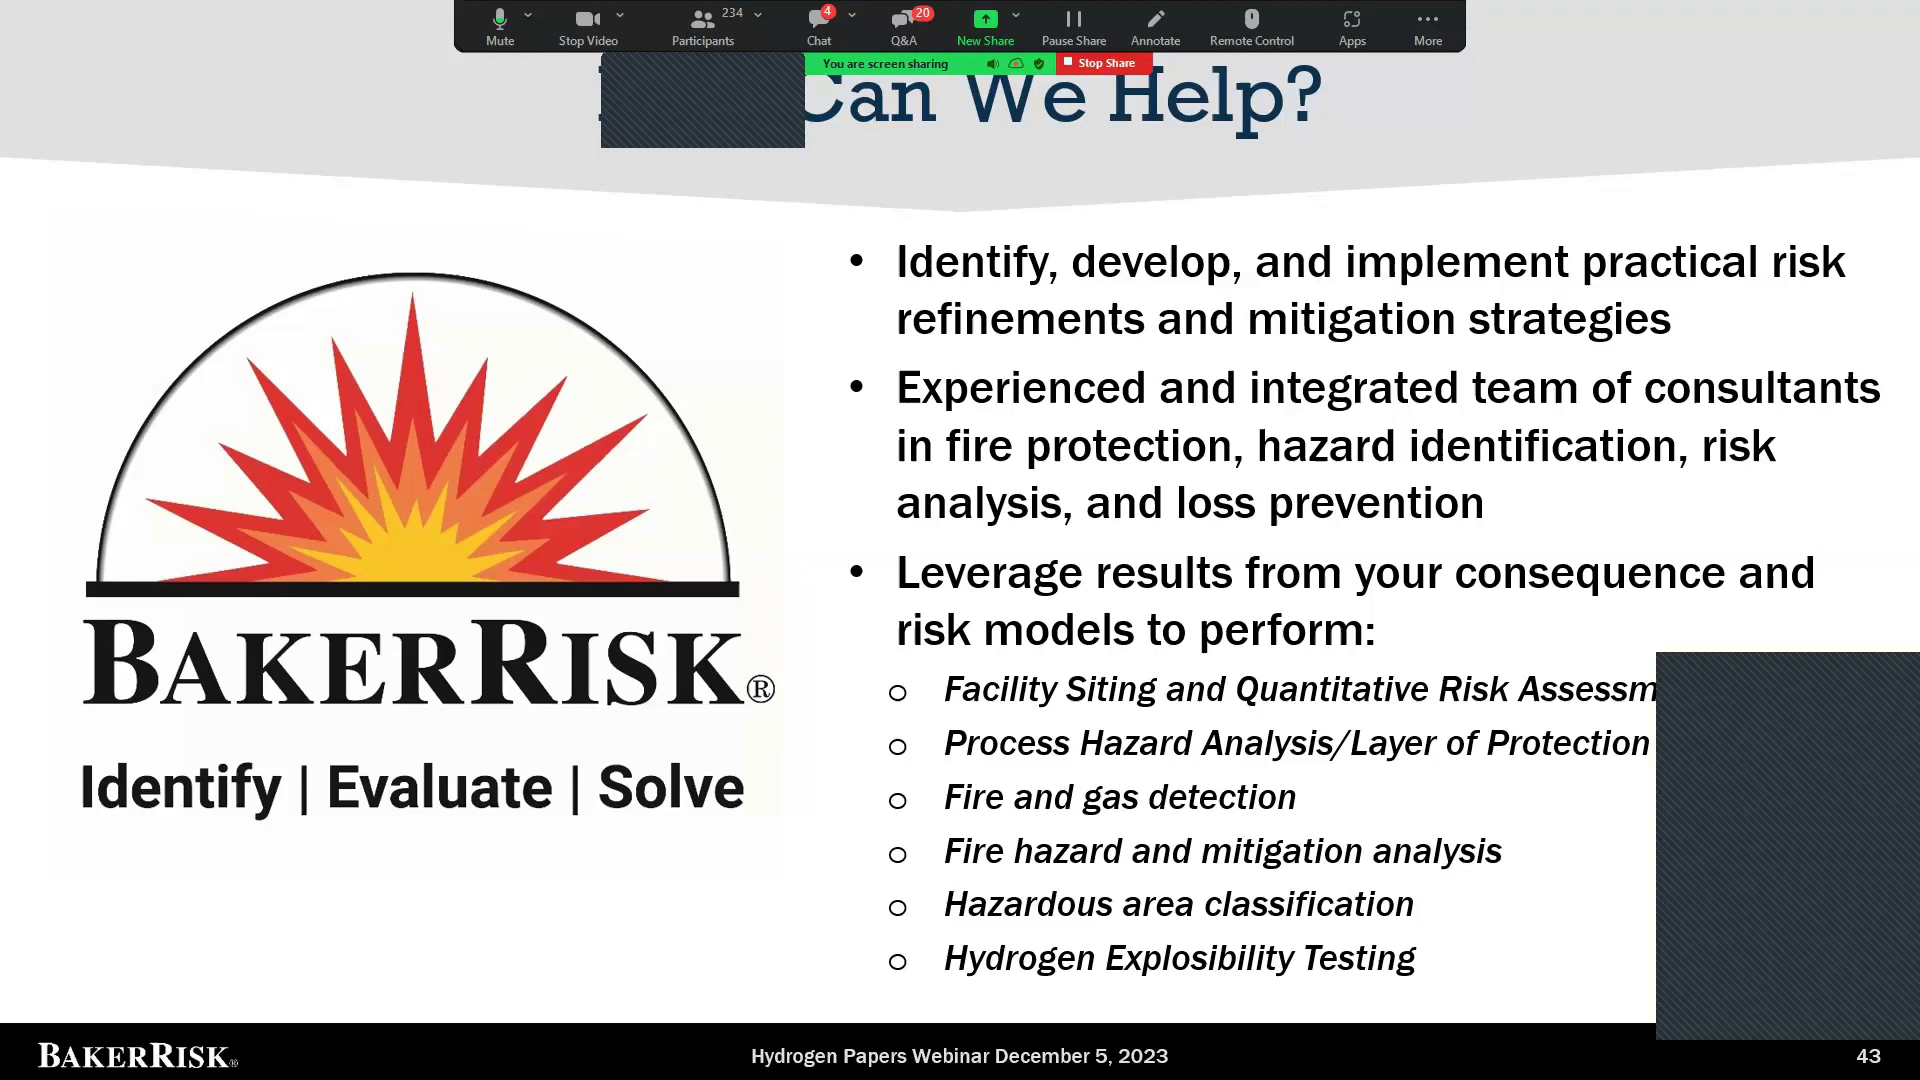 234
4
20
Mute
Stop Video
Participants
Chat
Q&A
New Share
Pause Share
Annotate
Remote Control
Apps
More
You are screen sharing
Stop Share
Can We Help?
• Identify, develop, and implement practical risk
refinements and mitigation strategies
• Experienced and integrated team of consultants
in fire protection, hazard identification, risk
analysis, and loss prevention
• Leverage results from your consequence and
risk models to perform:
o Facility Siting and Quantitative Risk
o Process Hazard Analysis/Layer of Protection
o Fire and gas detection
o Fire hazard and mitigation analysis
o Hazardous area classification
o Hydrogen Explosibility Testing
BAKERRISK®
Identify | Evaluate | Solve
BAKERRISK®
Hydrogen Papers Webinar December 5, 2023
43